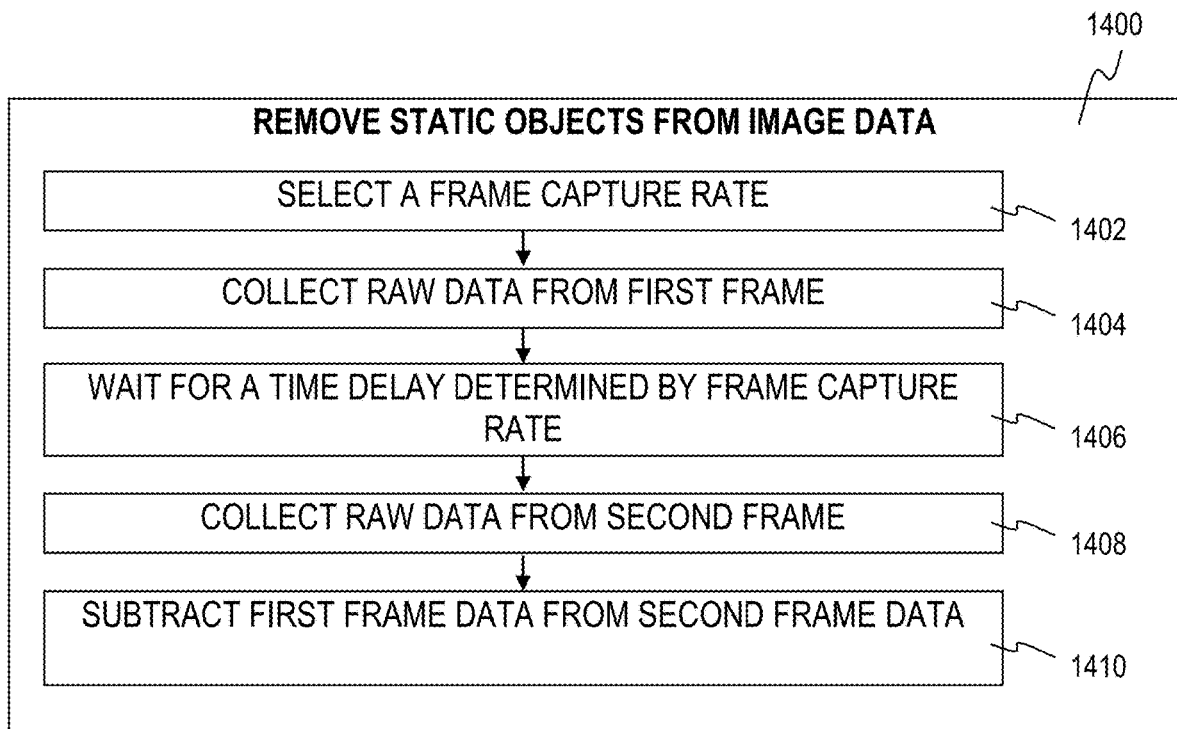 1400
REMOVE STATIC OBJECTS FROM IMAGE DATA
SELECT A FRAME CAPTURE RATE
1402
COLLECT RAW DATA FROM FIRST FRAME
1404
WAIT FOR A TIME DELAY DETERMINED BY FRAME CAPTURE
RATE
1406
COLLECT RAW DATA FROM SECOND FRAME
1408
SUBTRACT FIRST FRAME DATA FROM SECOND FRAME DATA
1410